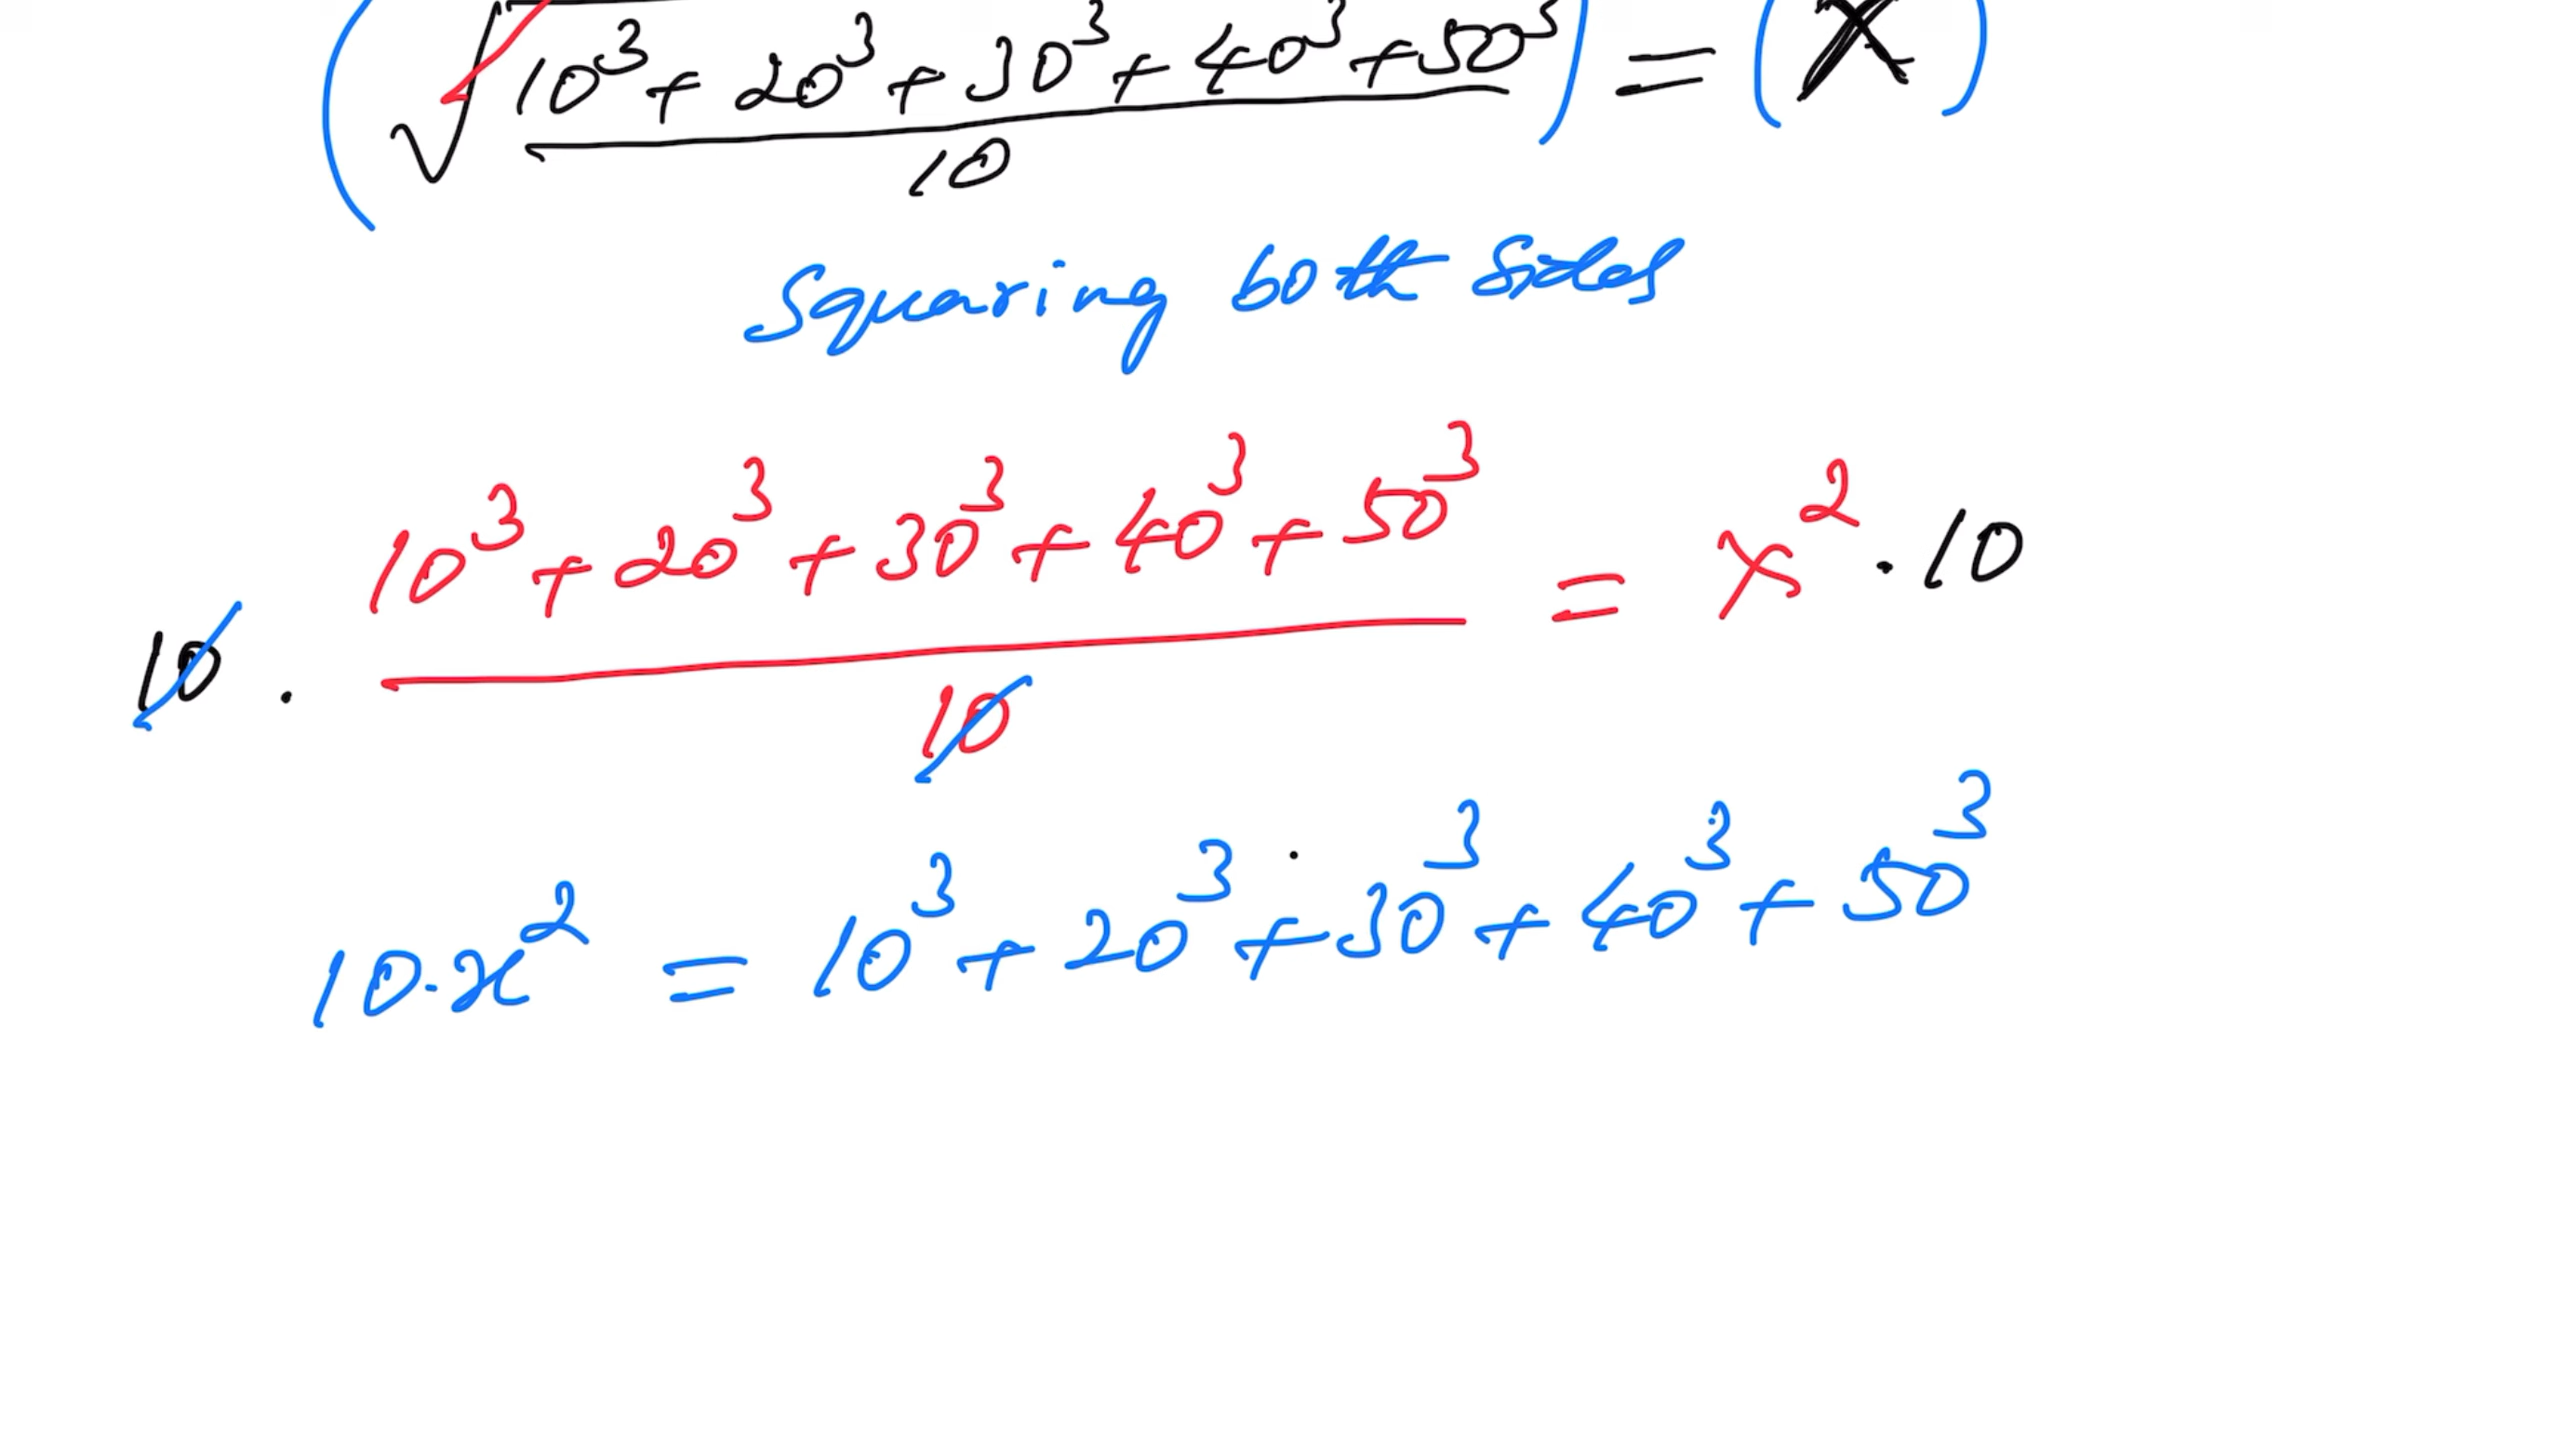 (√(10³ + 20³ + 30³ + 40³ + 50³ / 10)) = (x)
Squaring both sides
10 . 10³ + 20³ + 30³ + 40³ + 50³ / 10 = x² . 10
10.x² = 10³ + 20³ + 30³ + 40³ + 50³